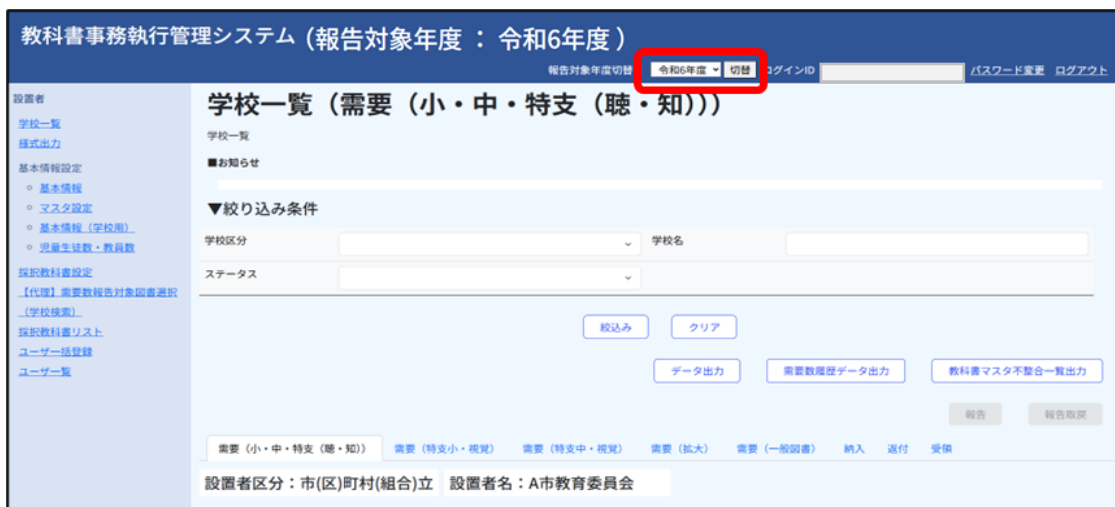 教科書事務執行管理システム (報告対象年度 ： 令和6年度 )
報告対象年度切替 令和6年度 切替 ログインID パスワード変更 ログアウト
設置者
学校一覧
様式出力
基本情報設定
基本情報
マスタ設定
基本情報（学校用）
児童生徒数・教員数
採択教科書設定
【代理】需要数報告対象図書選択
（学校検索）
採択教科書リスト
ユーザー括登録
ユーザ一覧
学校一覧（需要（小・中・特支（聴・知）））
学校一覧
■お知らせ
▼絞り込み条件
学校区分 学校名
ステータス
絞込み クリア
データ出力 需要数履歴データ出力 教科書マスタ不整合一覧出力
報告 報告取戻
需要（小・中・特支（聴・知）） 需要（特支小・視覚） 需要（特支中・視覚） 需要（拡大） 需要（一般図書） 納入 返付 受領
設置者区分：市(区)町村(組合)立 設置者名：A市教育委員会